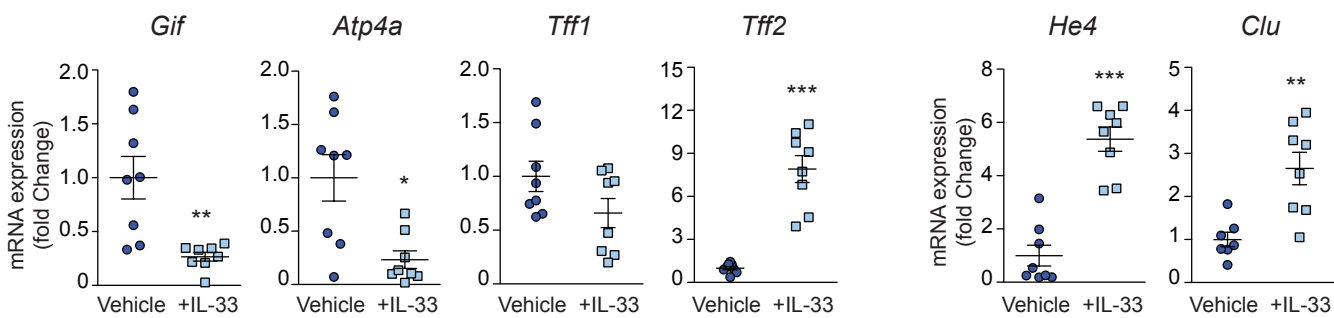 Gif
Atp4a
Tff1
Tff2
He4
Clu
mRNA expression
(fold Change)
2.0
1.5
1.0
0.5
0
**
Vehicle +IL-33
2.0
1.5
1.0
0.5
0
*
Vehicle +IL-33
2.0
1.5
1.0
0.5
0
Vehicle +IL-33
15
12
9
6
3
0
***
Vehicle +IL-33
mRNA expression
(fold Change)
8
6
4
2
0
***
Vehicle +IL-33
5
4
3
2
1
0
**
Vehicle +IL-33